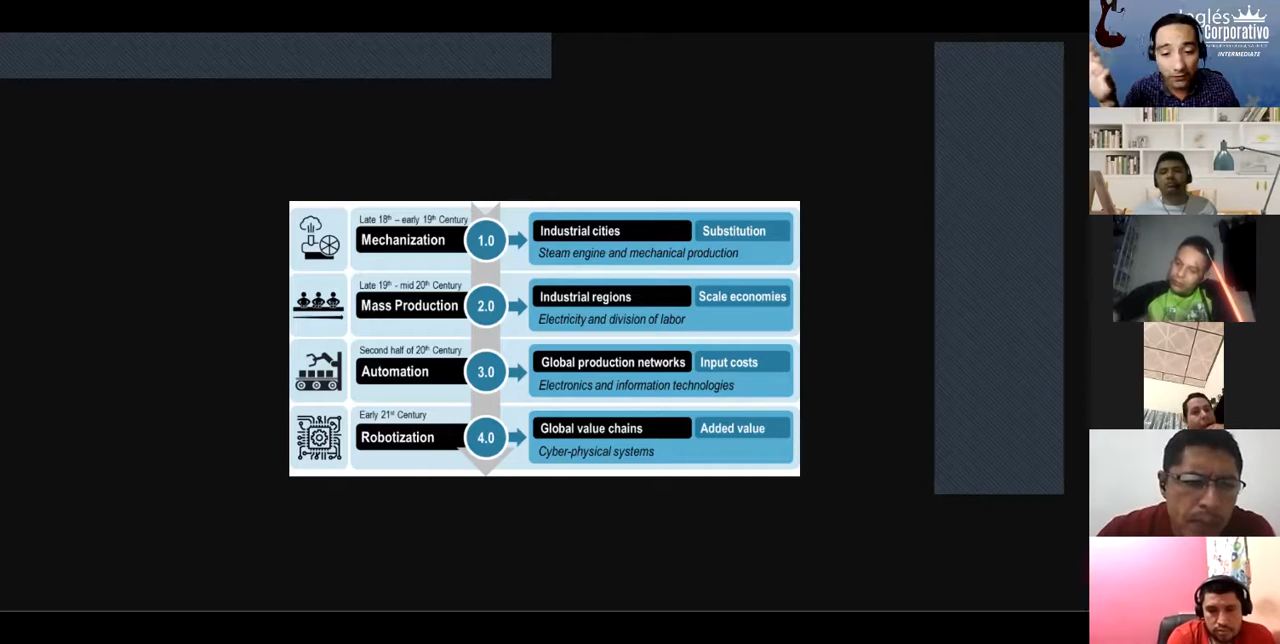 Inglés
Corporativo
INTERMEDIATE
Late 18th – early 19th Century
Mechanization
1.0
Industrial cities
Substitution
Steam engine and mechanical production
Late 19th - mid 20th Century
Mass Production
2.0
Industrial regions
Scale economies
Electricity and division of labor
Second half of 20th Century
Automation
3.0
Global production networks
Input costs
Electronics and information technologies
Early 21st Century
Robotization
4.0
Global value chains
Added value
Cyber-physical systems